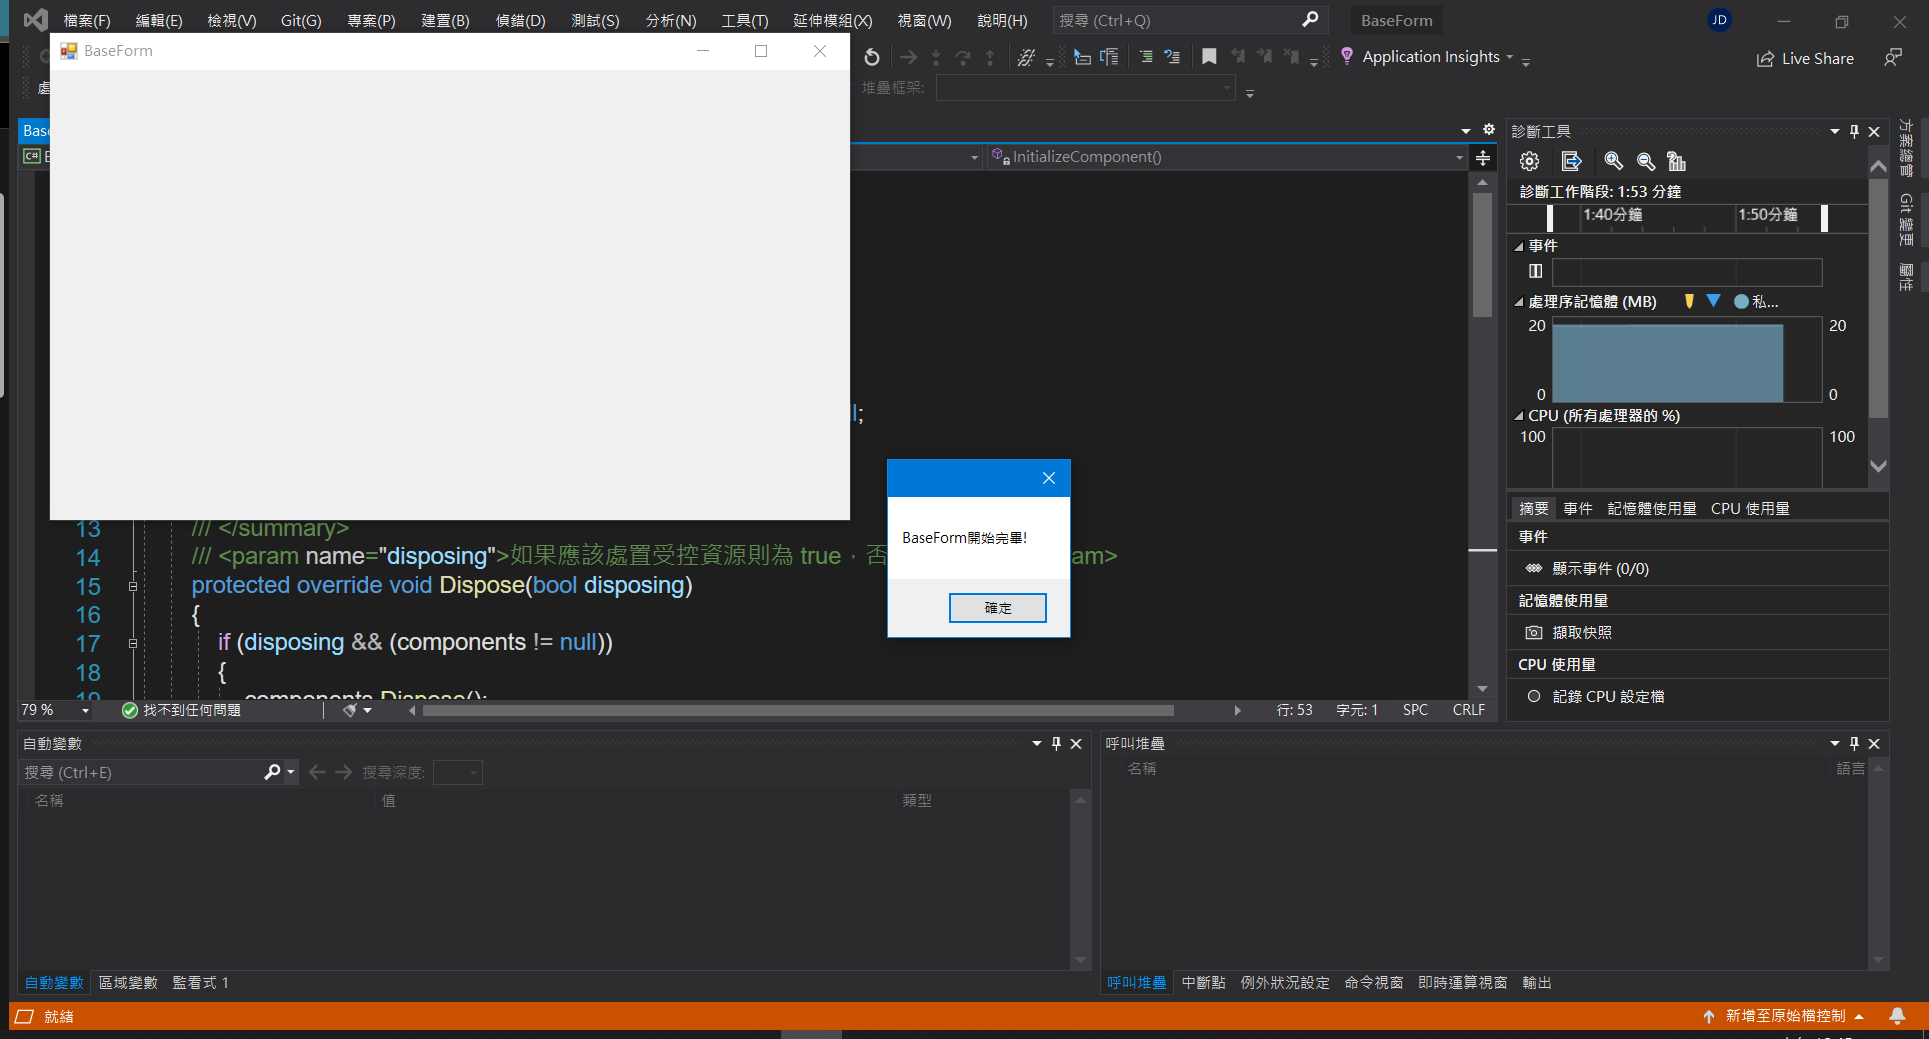 檔案(F) 編輯(E) 檢視(V) Git(G) 專案(P) 建置(B) 偵錯(D) 測試(S) 分析(N) 工具(T) 延伸模組(X) 視窗(W) 說明(H) 搜尋 (Ctrl+Q) BaseForm JD
BaseForm
Application Insights
Live Share
處
堆疊框架:
Base
InitializeComponent()
l;
13 /// </summary>
14 /// <param name="disposing">如果應該處置受控資源則為 true，否 am>
15 protected override void Dispose(bool disposing)
16 {
17 if (disposing && (components != null))
18 {
19 components.Dispose();
BaseForm開始完畢!
確定
79 % 找不到任何問題 行: 53 字元: 1 SPC CRLF
診斷工具
診斷工作階段: 1:53 分鐘
1:40分鐘 1:50分鐘
事件
處理序記憶體 (MB) 私...
20 20
0 0
CPU (所有處理器的 %)
100 100
摘要 事件 記憶體使用量 CPU 使用量
事件
顯示事件 (0/0)
記憶體使用量
擷取快照
CPU 使用量
記錄 CPU 設定檔
方案總管
Git 變更
屬性
自動變數
搜尋 (Ctrl+E) 搜尋深度:
名稱 值 類型
自動變數 區域變數 監看式 1
呼叫堆疊
名稱 語言
呼叫堆疊 中斷點 例外狀況設定 命令視窗 即時運算視窗 輸出
就緒 新增至原始檔控制